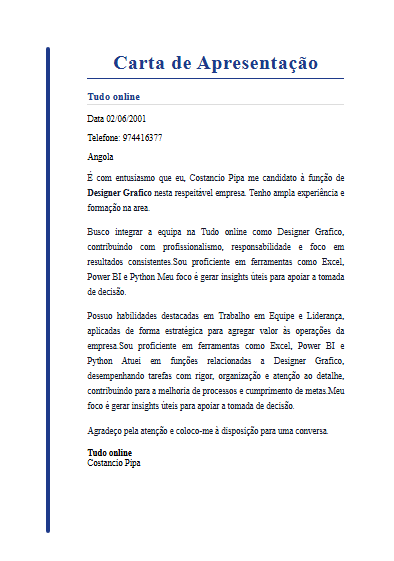 Carta de Apresentação
Tudo online
Data 02/06/2001
Telefone: 974416377
Angola
É com entusiasmo que eu, Costancio Pipa me candidato à função de
Designer Grafico nesta respeitável empresa. Tenho ampla experiência e
formação na area.
Busco integrar a equipa na Tudo online como Designer Grafico,
contribuindo com profissionalismo, responsabilidade e foco em
resultados consistentes.Sou proficiente em ferramentas como Excel,
Power BI e Python Meu foco é gerar insights úteis para apoiar a tomada
de decisão.
Possuo habilidades destacadas em Trabalho em Equipe e Liderança,
aplicadas de forma estratégica para agregar valor às operações da
empresa.Sou proficiente em ferramentas como Excel, Power BI e
Python Atuei em funções relacionadas a Designer Grafico,
desempenhando tarefas com rigor, organização e atenção ao detalhe,
contribuindo para a melhoria de processos e cumprimento de metas.Meu
foco é gerar insights úteis para apoiar a tomada de decisão.
Agradeço pela atenção e coloco-me à disposição para uma conversa.
Tudo online
Costancio Pipa